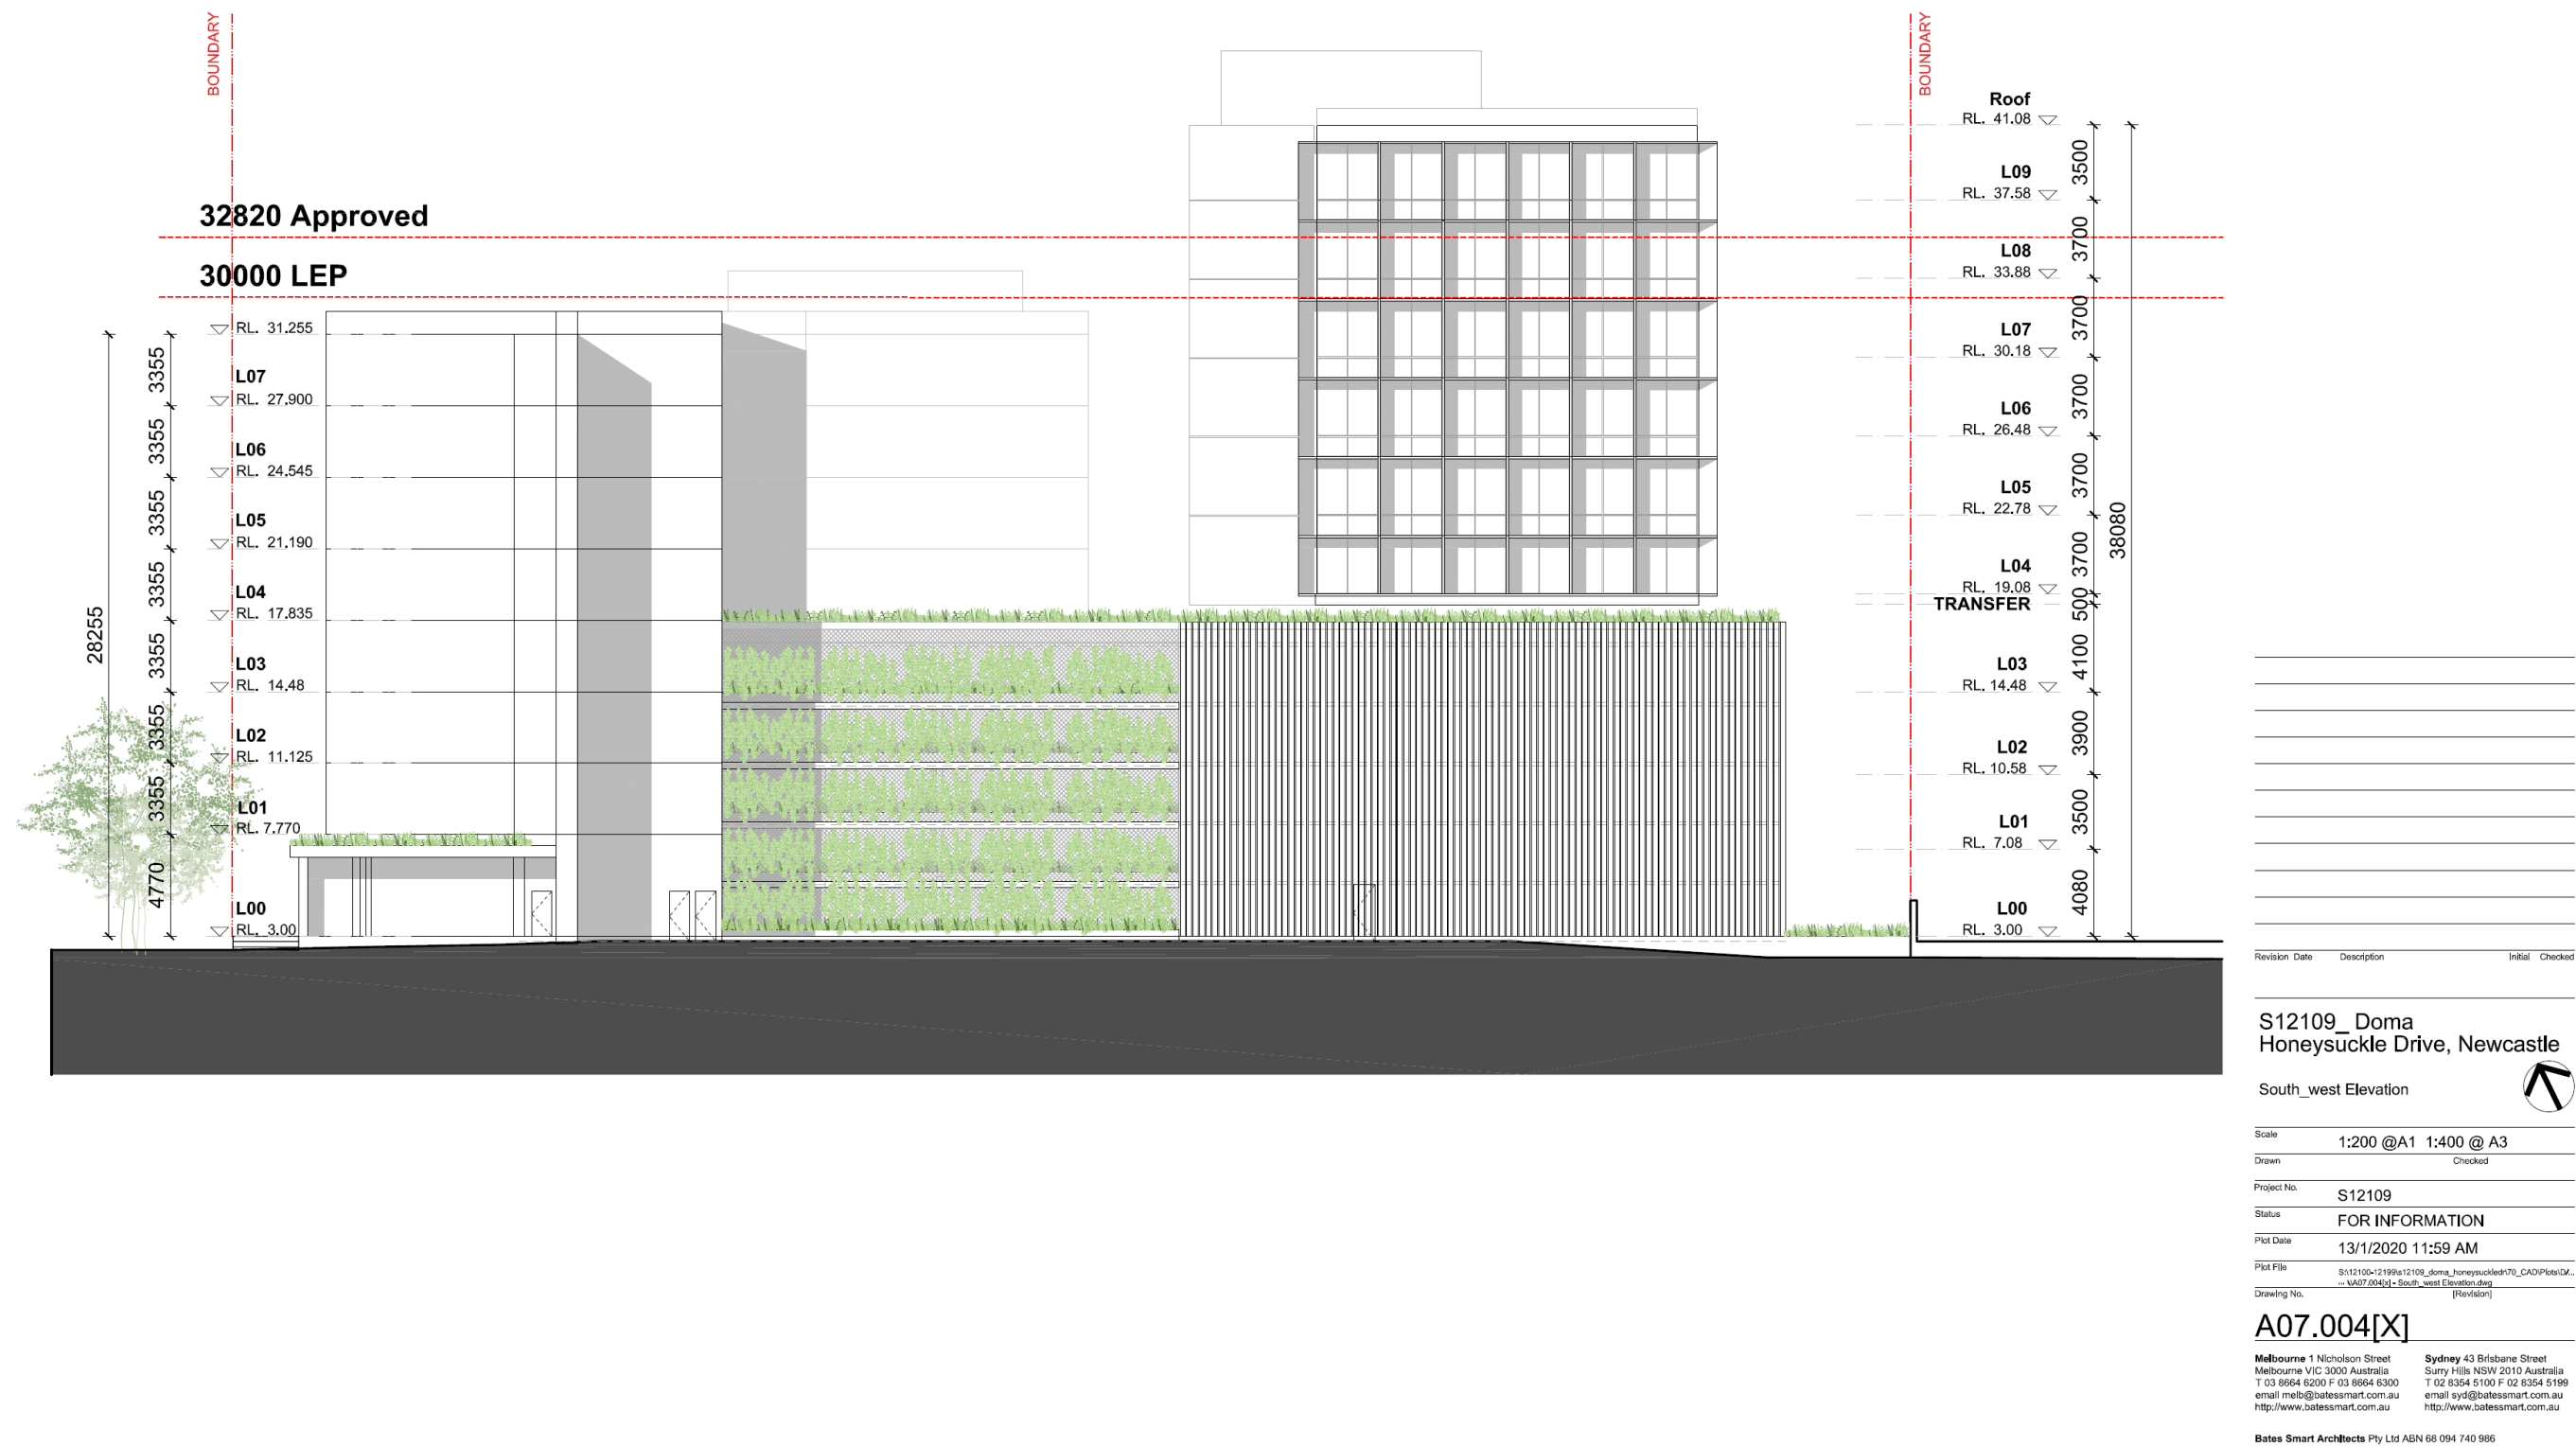 BOUNDARY
BOUNDARY
32820 Approved
30000 LEP
RL. 31.255
L07
RL. 27.900
L06
RL. 24.545
L05
RL. 21.190
L04
RL. 17.835
L03
RL. 14.48
L02
RL. 11.125
L01
RL. 7.770
L00
RL. 3.00
3355
3355
3355
3355
3355
3355
3355
4770
28255
Roof
RL. 41.08
L09
RL. 37.58
L08
RL. 33.88
L07
RL. 30.18
L06
RL. 26.48
L05
RL. 22.78
L04
RL. 19.08
TRANSFER
L03
RL. 14.48
L02
RL. 10.58
L01
RL. 7.08
L00
RL. 3.00
3500
3700
3700
3700
3700
3700
500
4100
3900
3500
4080
38080
Revision Date Description Initial Checked
S12109_ Doma
Honeysuckle Drive, Newcastle
South_west Elevation
Scale 1:200 @A1 1:400 @ A3
Drawn Checked
Project No. S12109
Status FOR INFORMATION
Plot Date 13/1/2020 11:59 AM
Plot File S:\12100-12199\s12109_doma_honeysuckledr\70_CAD\Plots\D/...
... \A07.004[x] - South_west Elevation.dwg
Drawing No. [Revision]
A07.004[X]
Melbourne 1 Nicholson Street
Melbourne VIC 3000 Australia
T 03 8664 6200 F 03 8664 6300
email melb@batessmart.com.au
http://www.batessmart.com.au
Sydney 43 Brisbane Street
Surry Hills NSW 2010 Australia
T 02 8354 5100 F 02 8354 5199
email syd@batessmart.com.au
http://www.batessmart.com.au
Bates Smart Architects Pty Ltd ABN 68 094 740 986